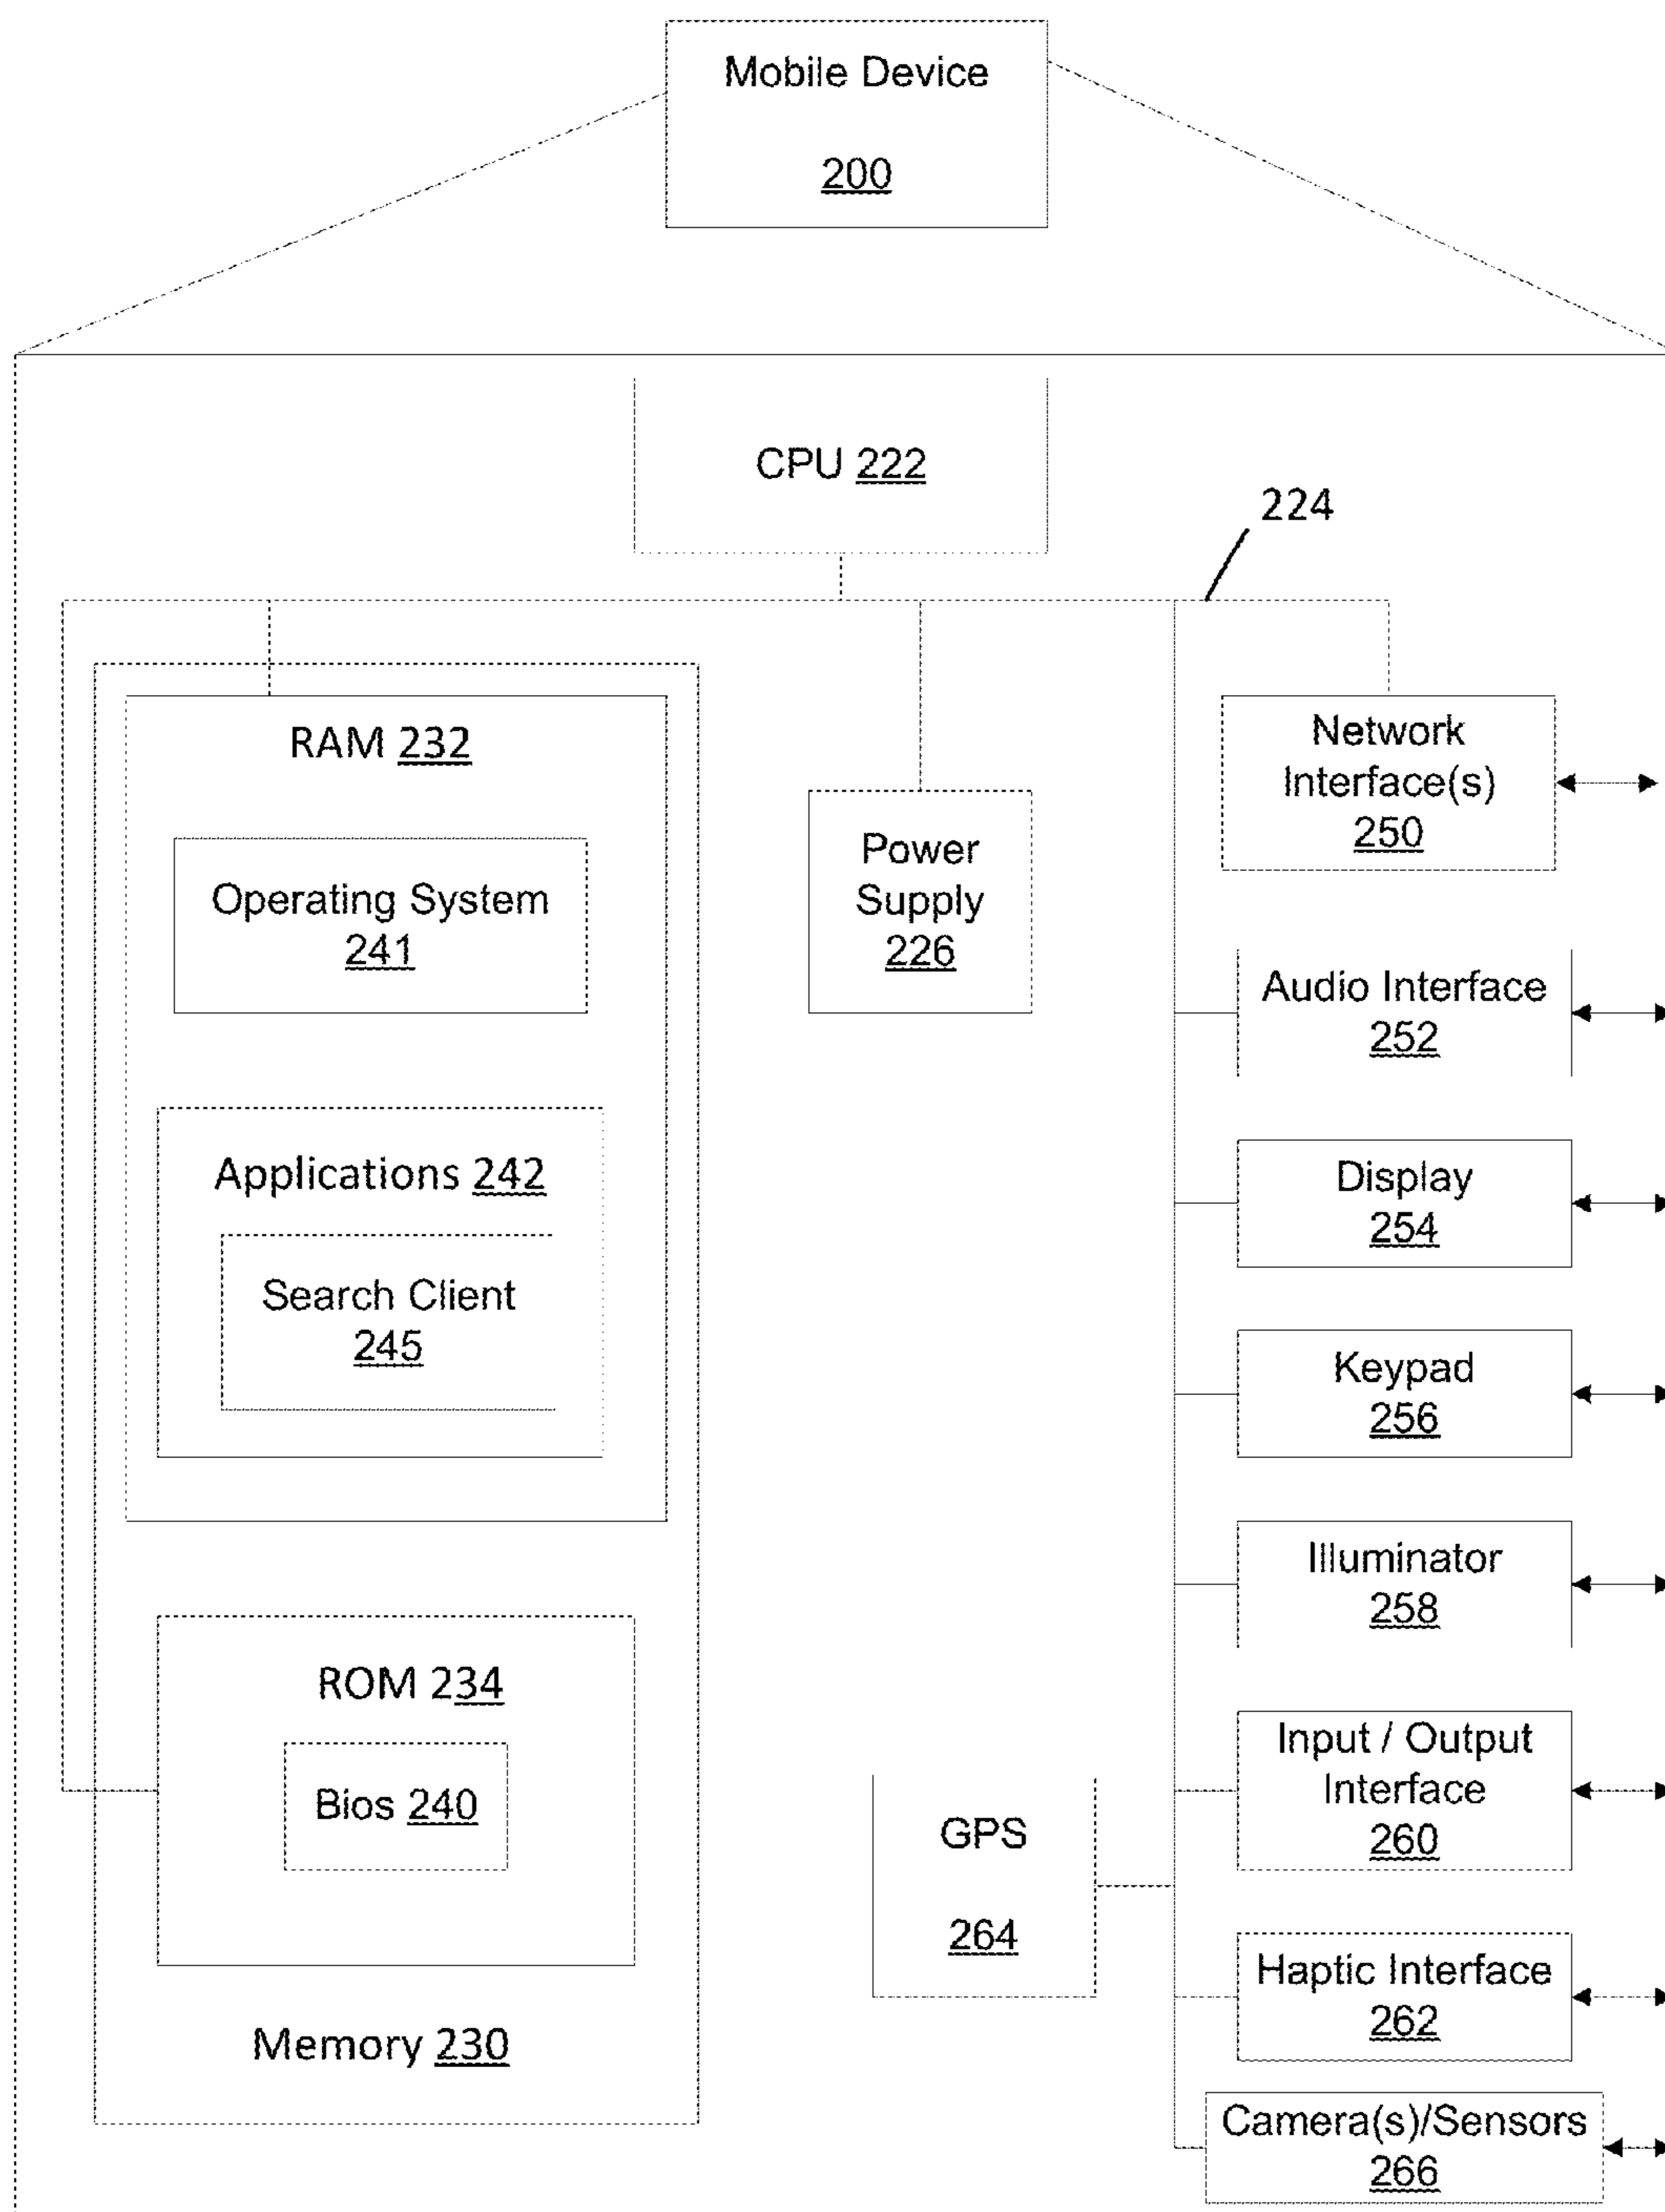 Mobile Device
200
CPU 222
224
RAM 232
Operating System
241
Applications 242
Search Client
245
ROM 234
Bios 240
Memory 230
Power
Supply
226
GPS
264
Network
Interface(s)
250
Audio Interface
252
Display
254
Keypad
256
Illuminator
258
Input / Output
Interface
260
Haptic Interface
262
Camera(s)/Sensors
266